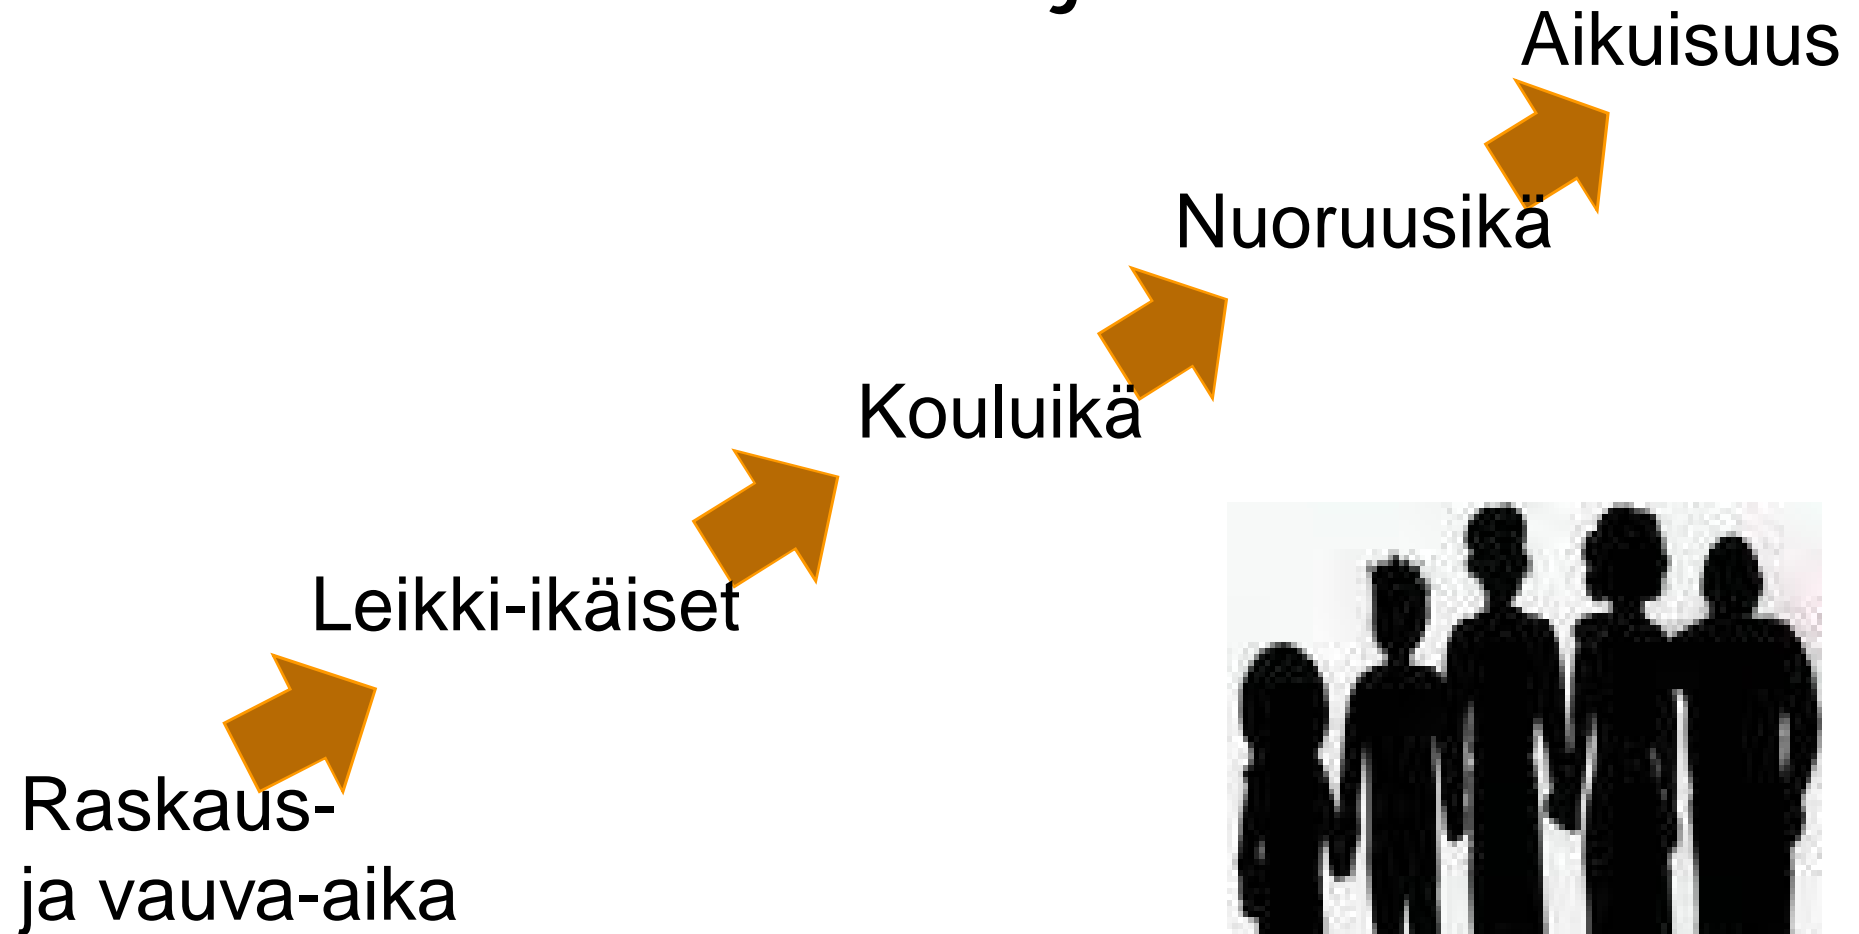 Aikuisuus
Nuoruusikä
Kouluikä
Leikki-ikäiset
Raskaus-
ja vauva-aika